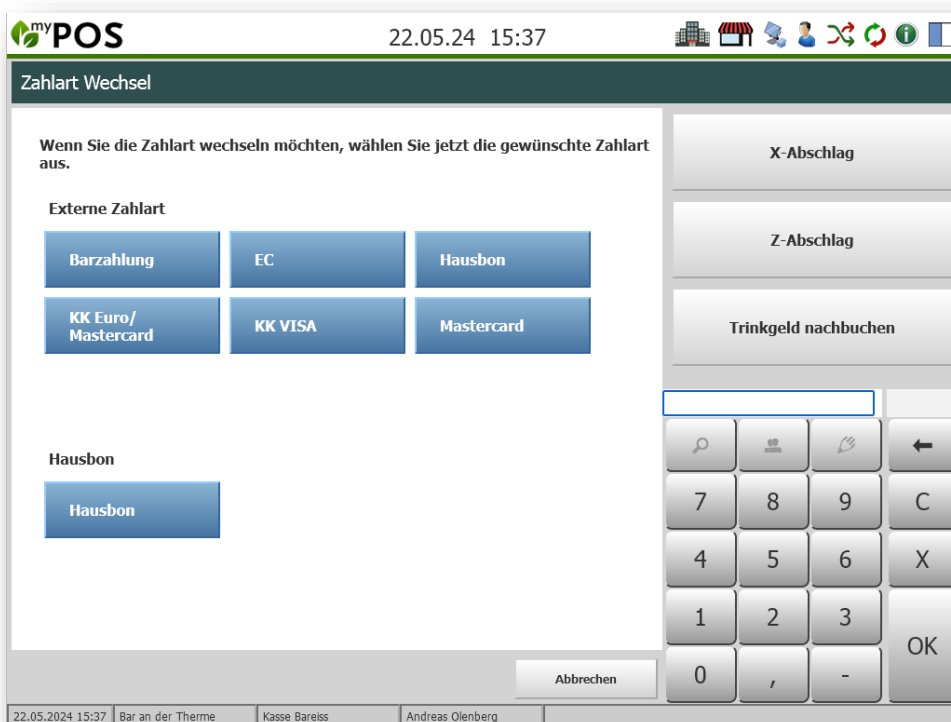 myPOS
22.05.24 15:37
Zahlart Wechsel
Wenn Sie die Zahlart wechseln möchten, wählen Sie jetzt die gewünschte Zahlart
aus.
Externe Zahlart
Barzahlung
EC
Hausbon
KK Euro/
Mastercard
KK VISA
Mastercard
Hausbon
Hausbon
Abbrechen
X-Abschlag
Z-Abschlag
Trinkgeld nachbuchen
7 8 9 C
4 5 6 X
1 2 3
OK
0 , -
22.05.2024 15:37 Bar an der Therme Kasse Bareiss Andreas Olenberg